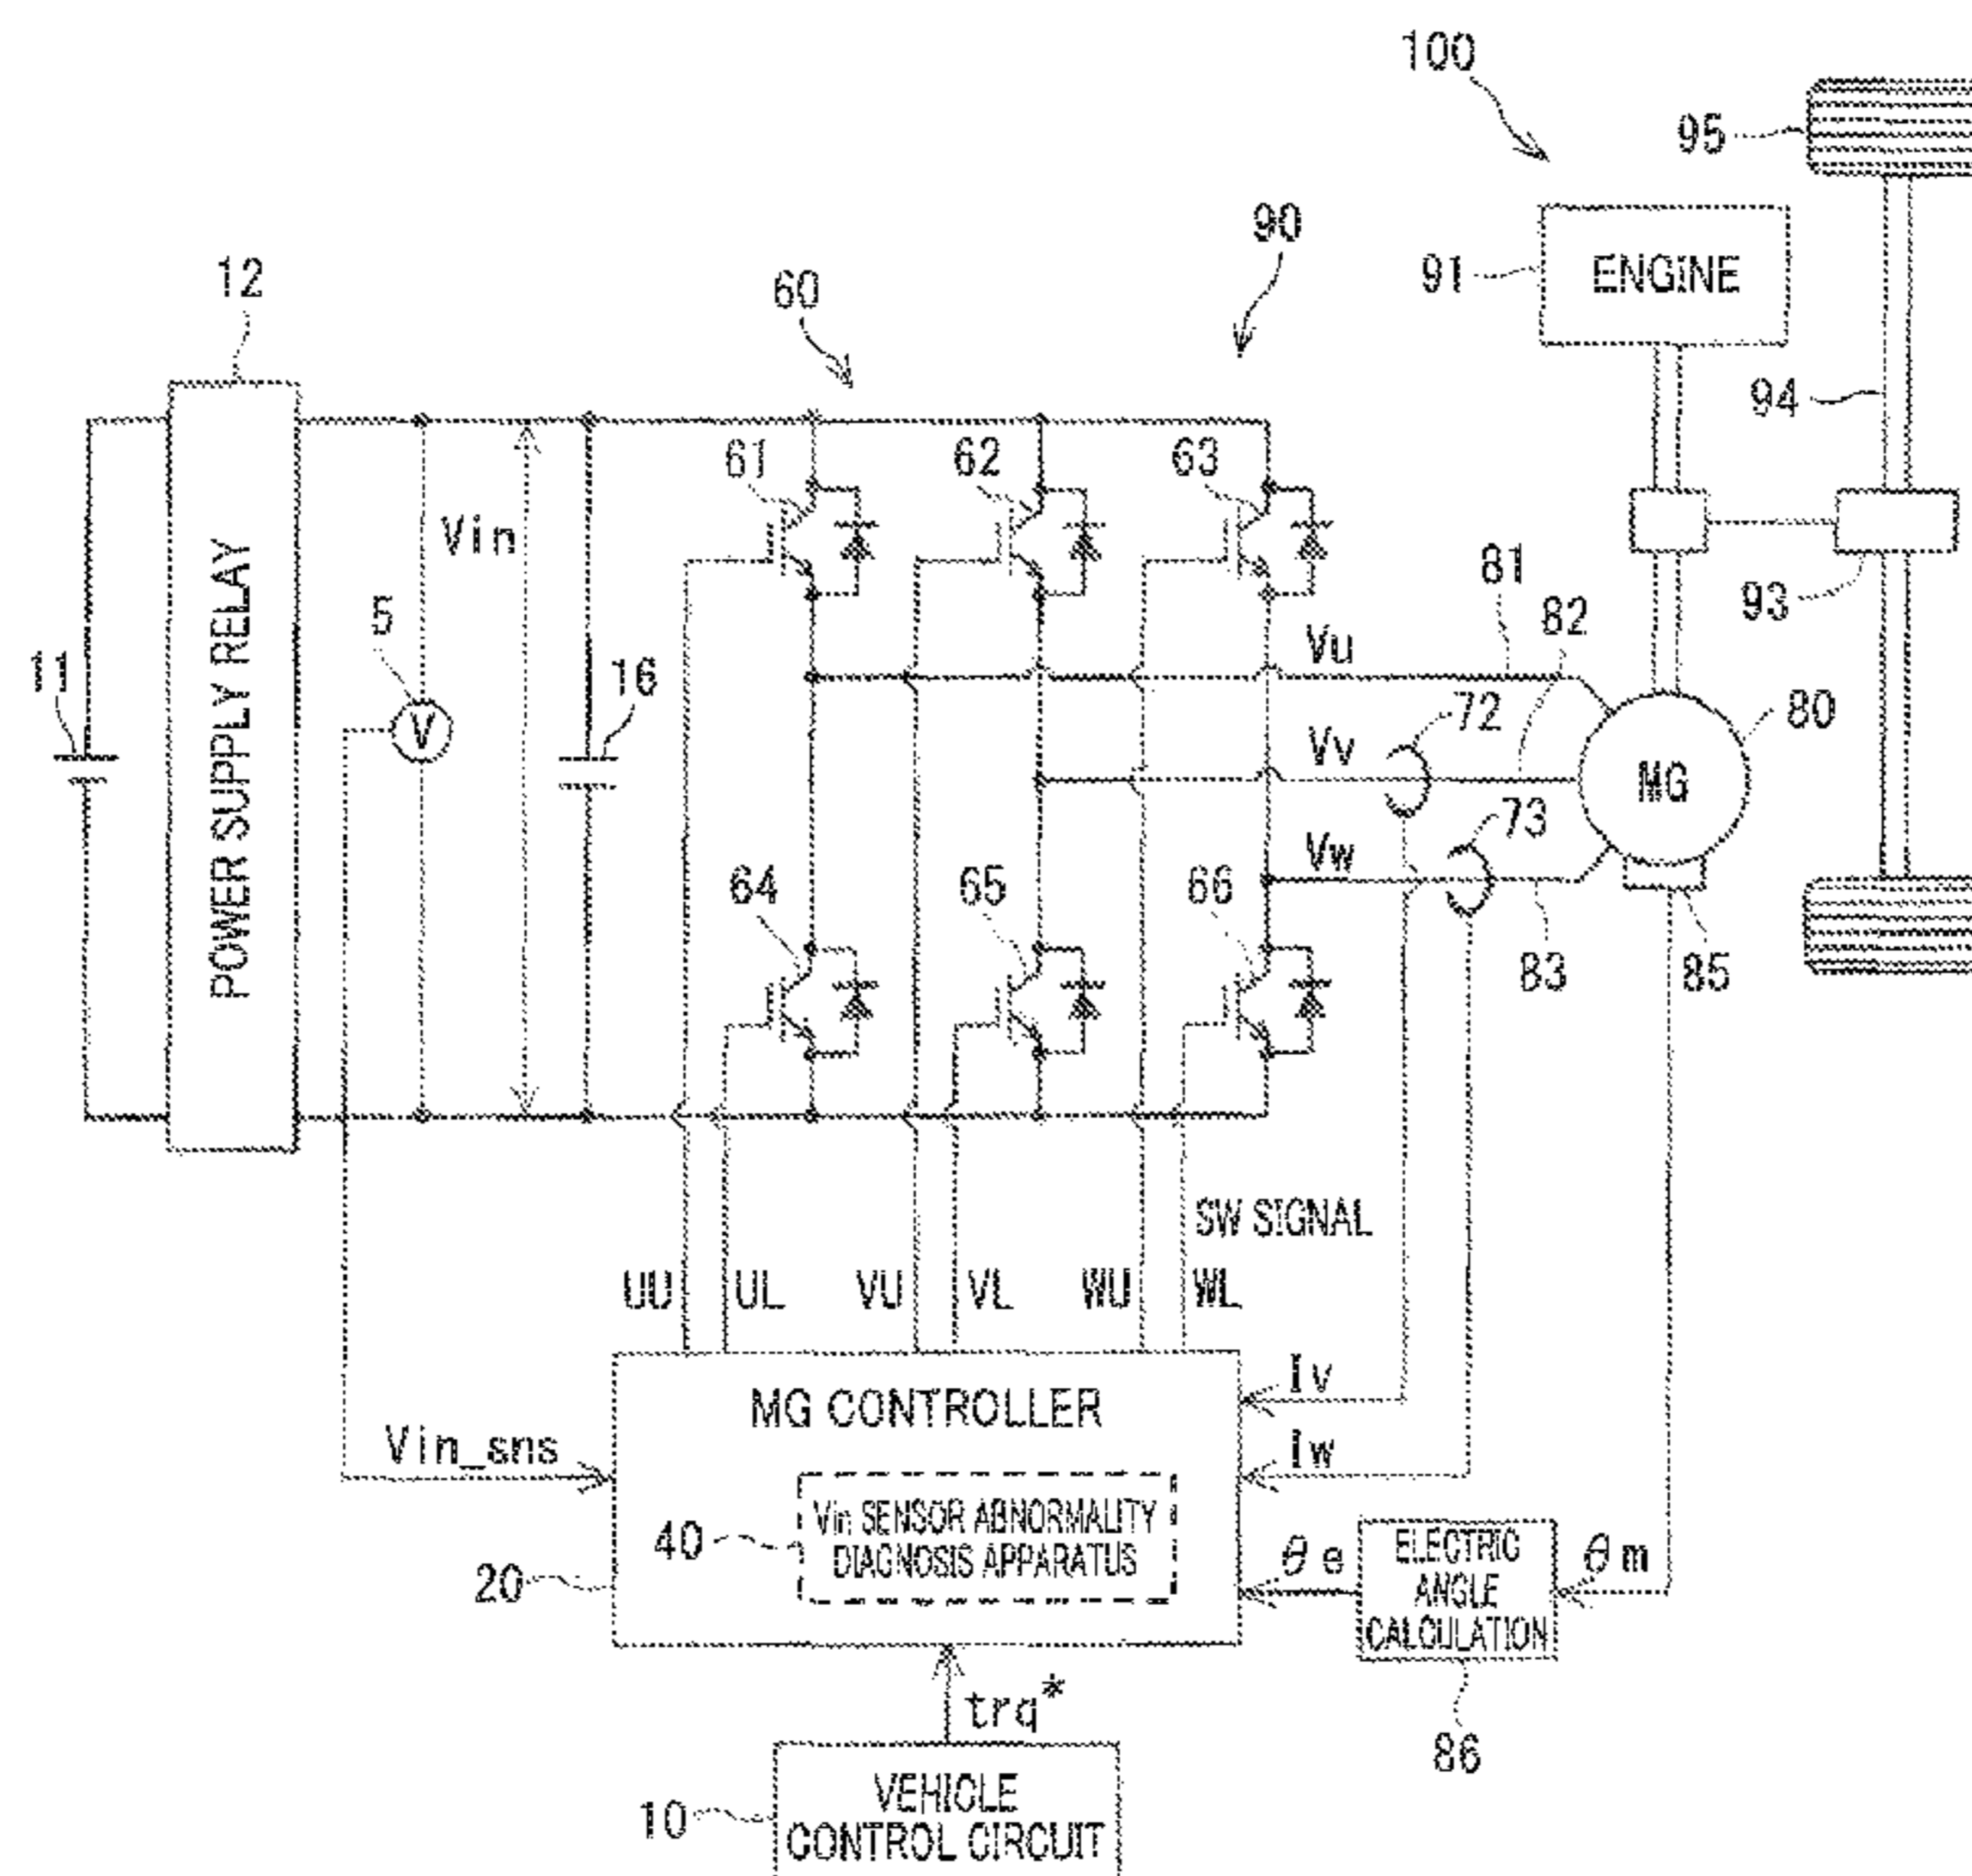 100
95
90
91
ENGINE
12
60
94
61
62
63
Vin
POWER SUPPLY RELAY
81
82
93
5
Vu
11
16
72
80
V
Vv
MG
73
Vw
64
65
66
83
85
SW SIGNAL
UU
UL
VU
VL
WU
WL
Iv
MG CONTROLLER
Vin_sns
Iw
Vin SENSOR ABNORMALITY
DIAGNOSIS APPARATUS
40
20
θe
ELECTRIC
ANGLE
CALCULATION
θm
trq*
86
10
VEHICLE
CONTROL CIRCUIT